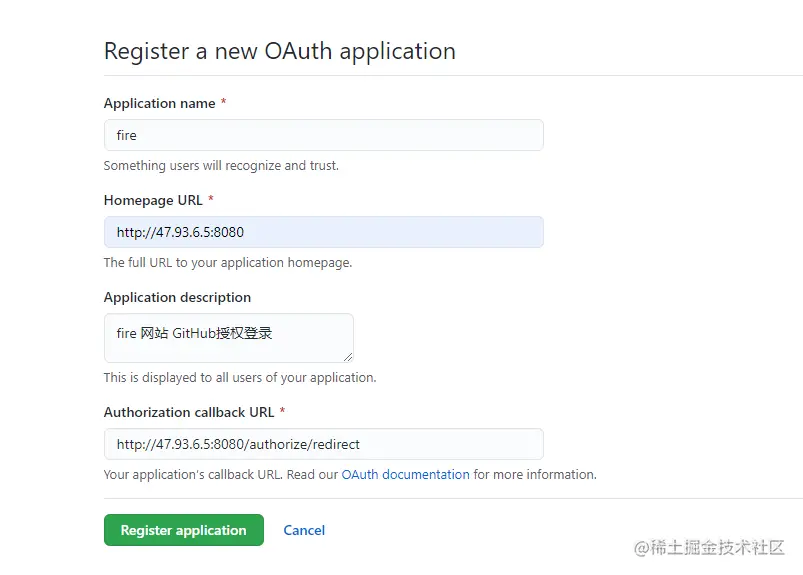 Register a new OAuth application
Application name *
fire
Something users will recognize and trust.
Homepage URL *
http://47.93.6.5:8080
The full URL to your application homepage.
Application description
fire 网站 GitHub授权登录
This is displayed to all users of your application.
Authorization callback URL *
http://47.93.6.5:8080/authorize/redirect
Your application's callback URL. Read our OAuth documentation for more information.
Register application Cancel
@稀土掘金技术社区